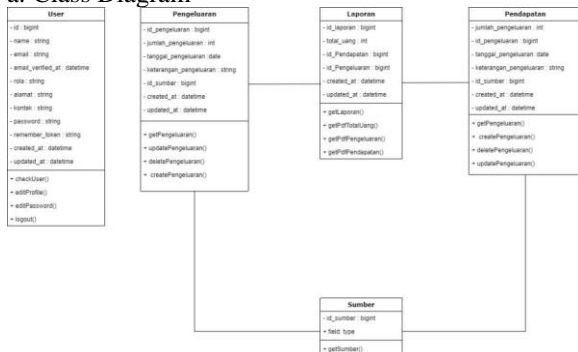 a. Class Diagram
User
- id : bigint
- name : string
- email : string
- email_verified_at : datetime
- rola : string
- alamat : string
- kontak : string
- password : string
- remember_token : string
- created_at : datetime
- updated_at : datetime
+ checkUser()
+ editProfile()
+ editPassword()
+ logout()
Pengeluaran
- id_pengeluaran : bigint
- jumlah_pengeluaran : int
- tanggal_pengeluaran : date
- keterangan_pengeluaran : string
- id_sumber : bigint
- created_at : datetime
- updated_at : datetime
+ getPengeluaran()
+ updatePengeluaran()
+ deletePengeluaran()
+ createPengeluaran()
Laporan
- id_laporan : bigint
- total_uang : int
- id_Pendapatan : bigint
- id_Pengeluaran : bigint
- created_at : datetime
- updated_at : datetime
+ getLaporan()
+ getPdfTotalUang()
+ getPdfPengeluaran()
+ getPdfPendapatan()
Pendapatan
- jumlah_pengeluaran : int
- id_pengeluaran : bigint
- tanggal_pengeluaran : date
- keterangan_pengeluaran : string
- id_sumber : bigint
- created_at : datetime
- updated_at : datetime
+ getPengeluaran()
+ createPengeluaran()
+ deletePengeluaran()
+ updatePengeluaran()
Sumber
- id_sumber : bigint
+ field: type
+ getSumber()